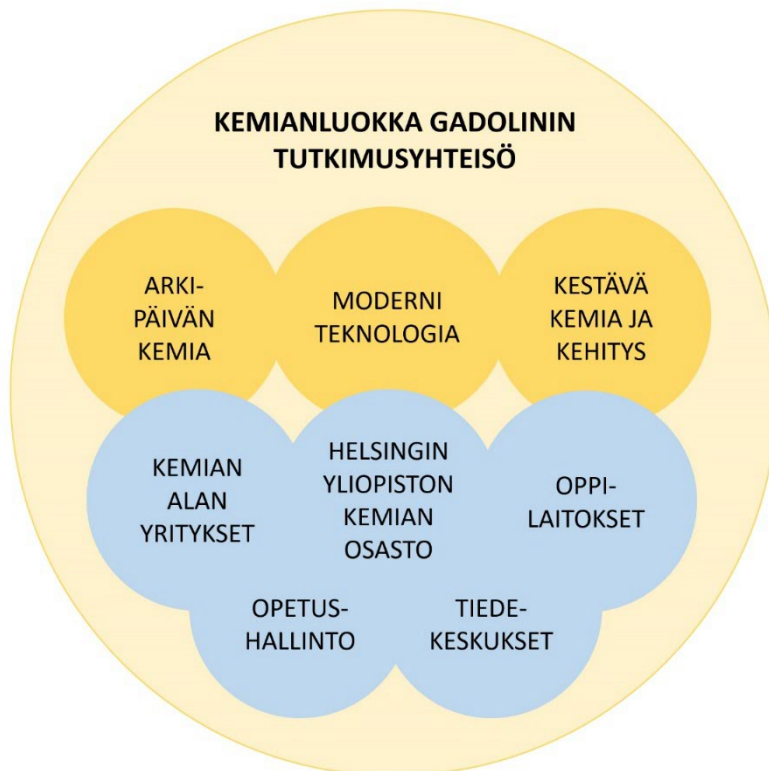 KEMIANLUOKKA GADOLININ
TUTKIMUSYHTEISÖ
ARKI-
PÄIVÄN
KEMIA
MODERNI
TEKNOLOGIA
KESTÄVÄ
KEMIA JA
KEHITYS
KEMIAN
ALAN
YRITYKSET
HELSINGIN
YLIOPISTON
KEMIAN
OSASTO
OPPI-
LAITOKSET
OPETUS-
HALLINTO
TIEDE-
KESKUKSET